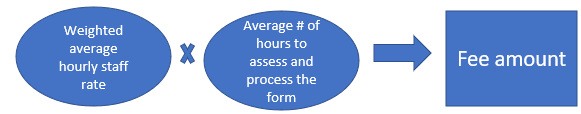 Weighted
average
hourly staff
rate
Average # of
hours to
assess and
process the
form
Fee amount